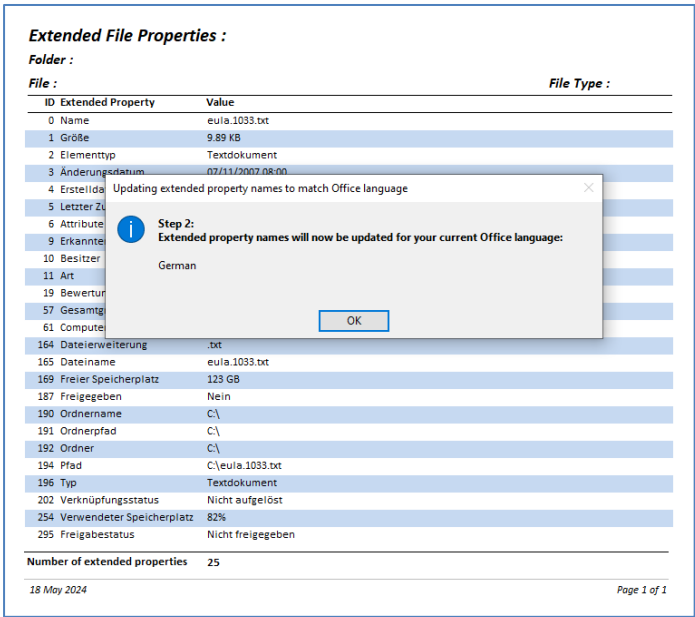 Extended File Properties :
Folder :
File : File Type :
ID Extended Property Value
0 Name eula.1033.txt
1 Größe 9.89 KB
2 Elementtyp Textdokument
3 Änderungsdatum 07/11/2007 08:00
4
5 Letzter
6 Attribute
9
10 Besitzer
11 Art
19
57
61
Updating extended property names to match Office language
Step 2:
Extended property names will now be updated for your current Office language:
German
OK
164 Dateierweiterung .txt
165 Dateiname eula.1033.txt
169 Freier Speicherplatz 123 GB
187 Freigegeben Nein
190 Ordnername C:\
191 Ordnerpfad C:\
192 Ordner C:\
194 Pfad C:\eula.1033.txt
196 Typ Textdokument
202 Verknüpfungsstatus Nicht aufgelöst
254 Verwendeter Speicherplatz 82%
295 Freigabestatus Nicht freigegeben
Number of extended properties 25
18 May 2024 Page 1 of 1